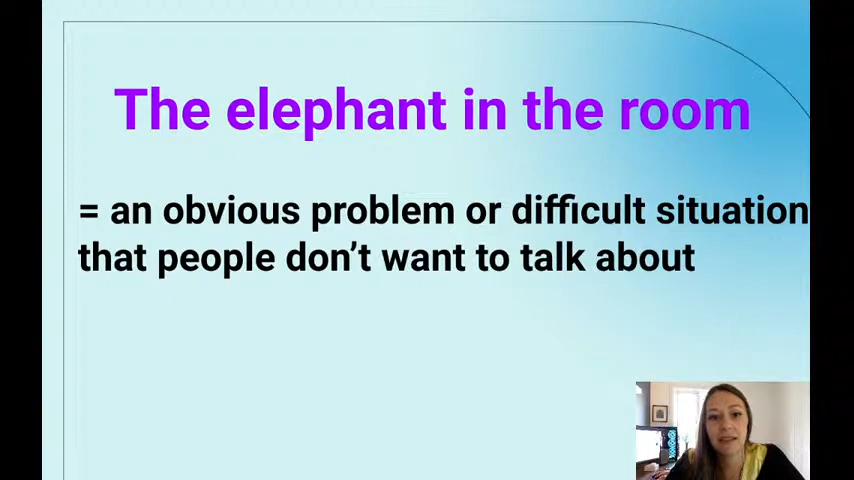 The elephant in the room
= an obvious problem or difficult situation
that people don’t want to talk about